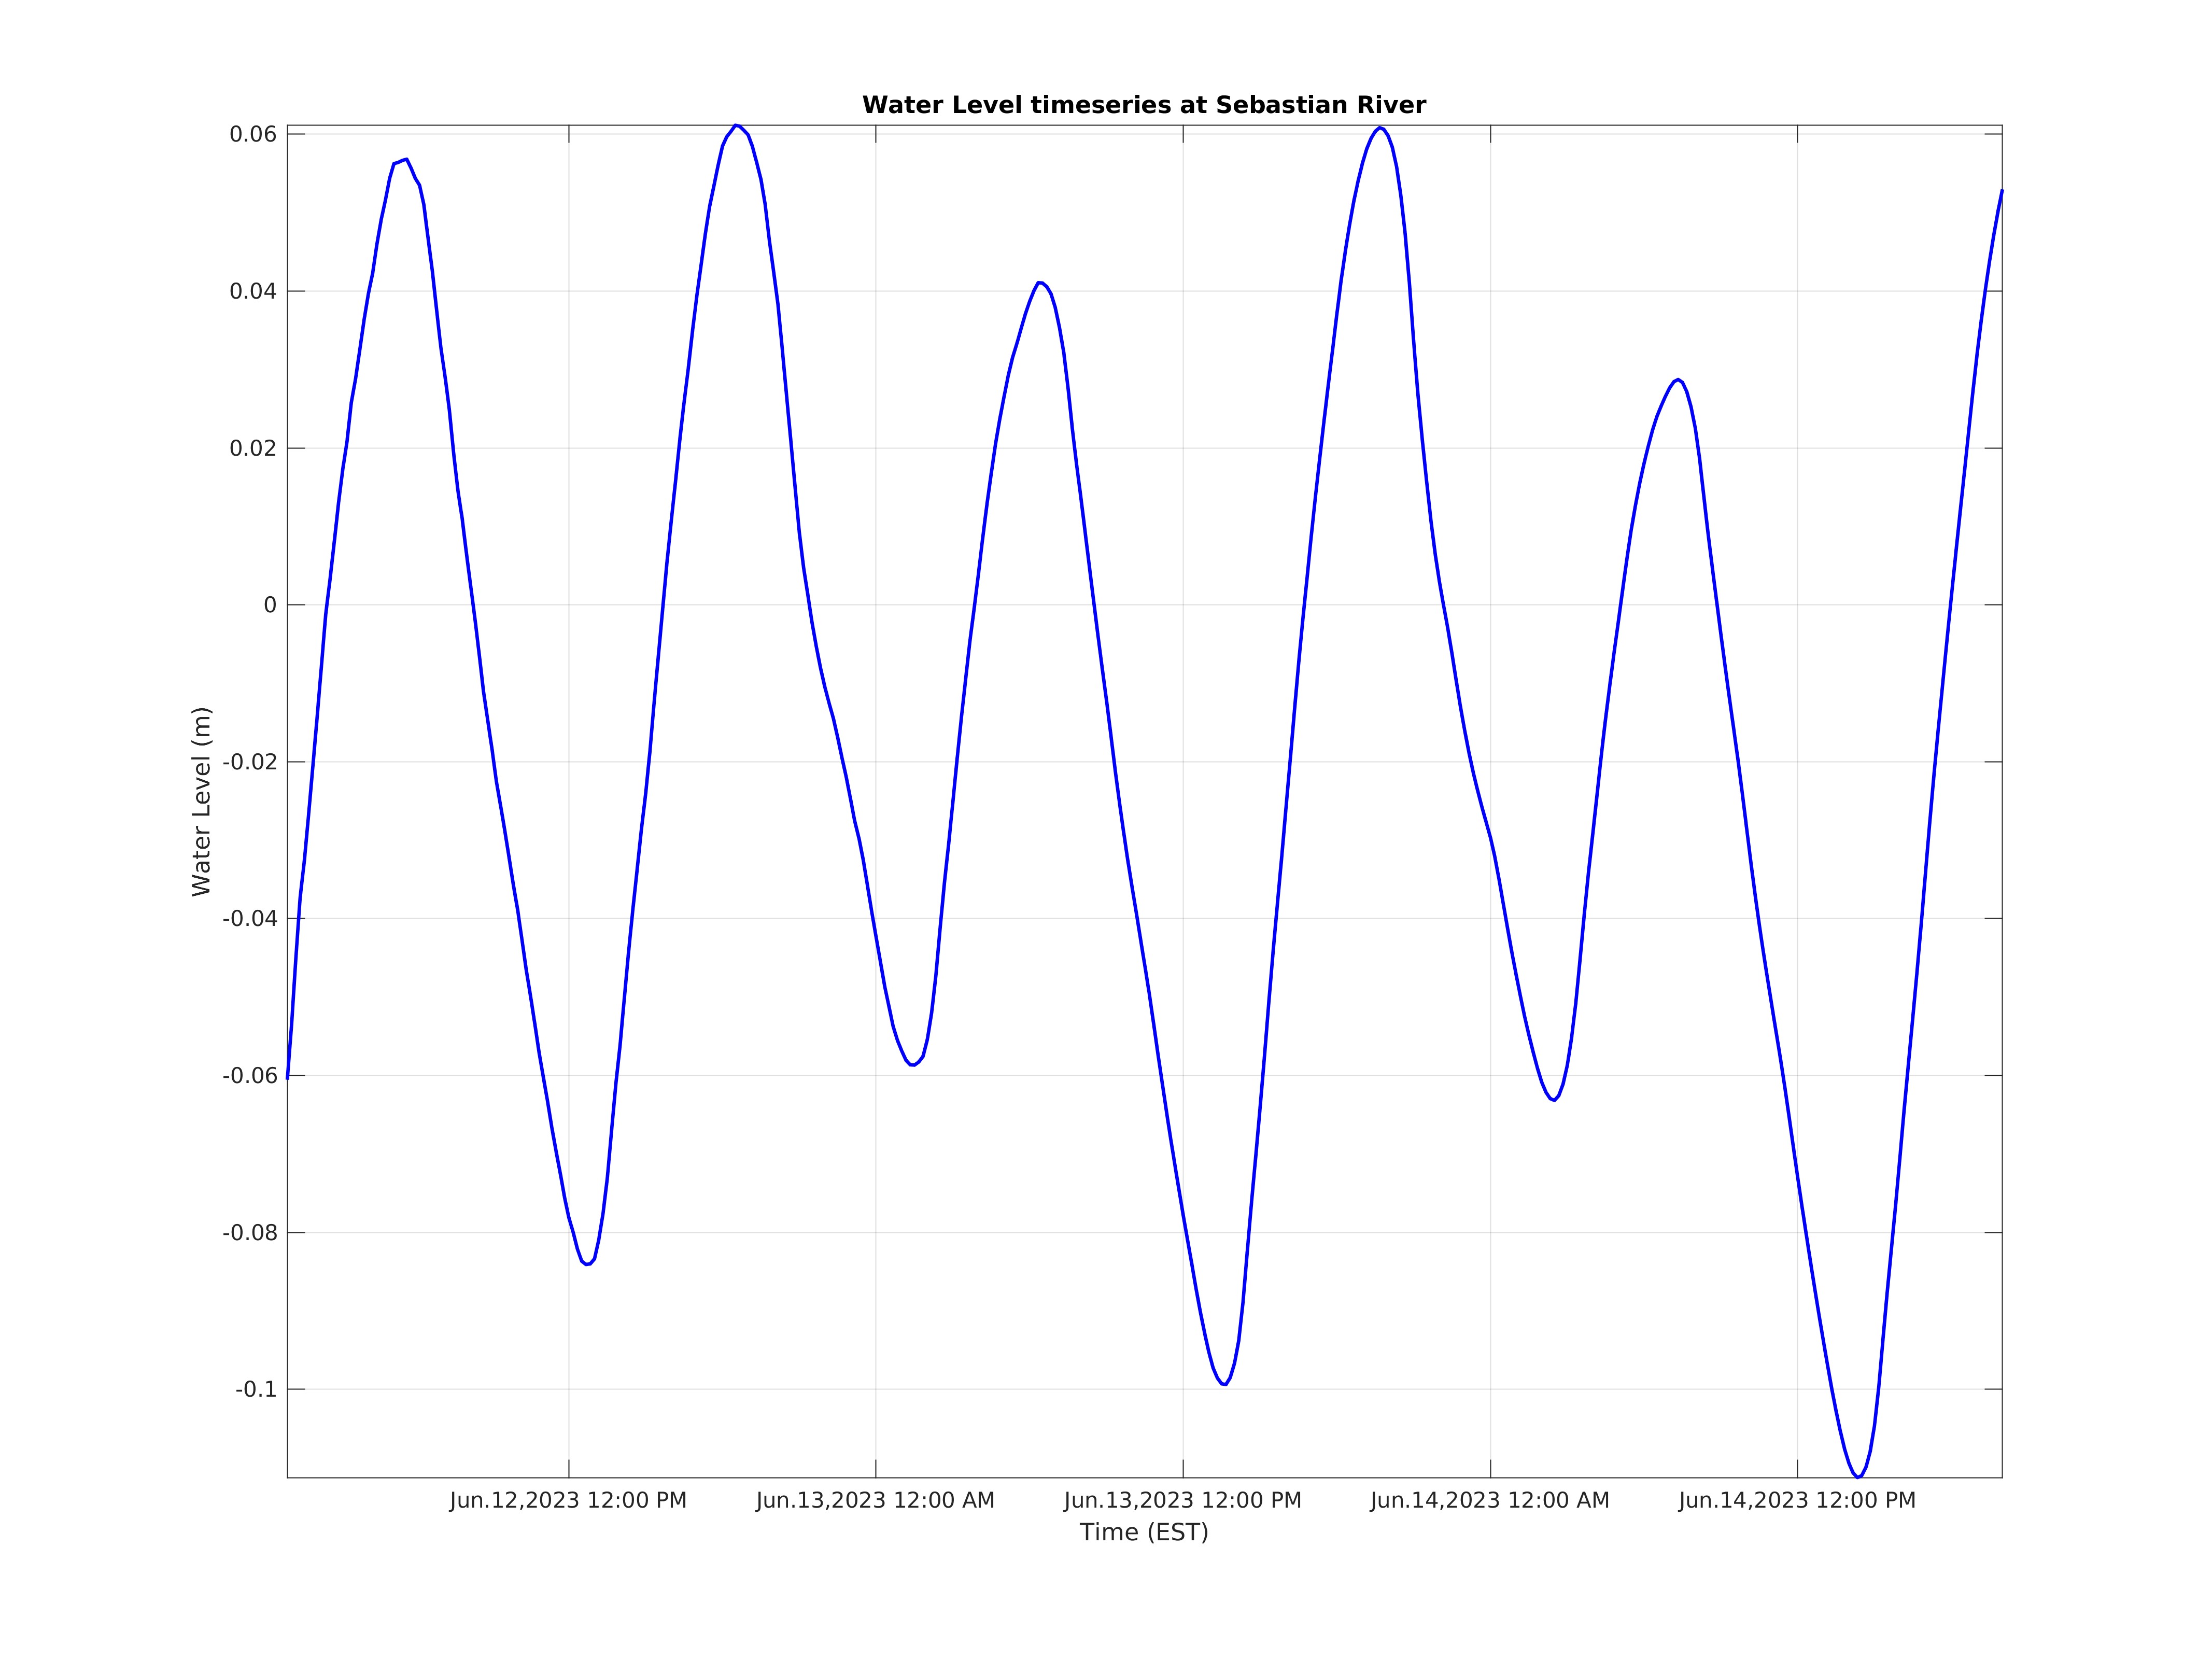 Water Level timeseries at Sebastian River
0.06
0.04
0.02
0
-0.02
-0.04
-0.06
-0.08
-0.1
Water Level (m)
Jun.12,2023 12:00 PM
Jun.13,2023 12:00 AM
Jun.13,2023 12:00 PM
Jun.14,2023 12:00 AM
Jun.14,2023 12:00 PM
Time (EST)